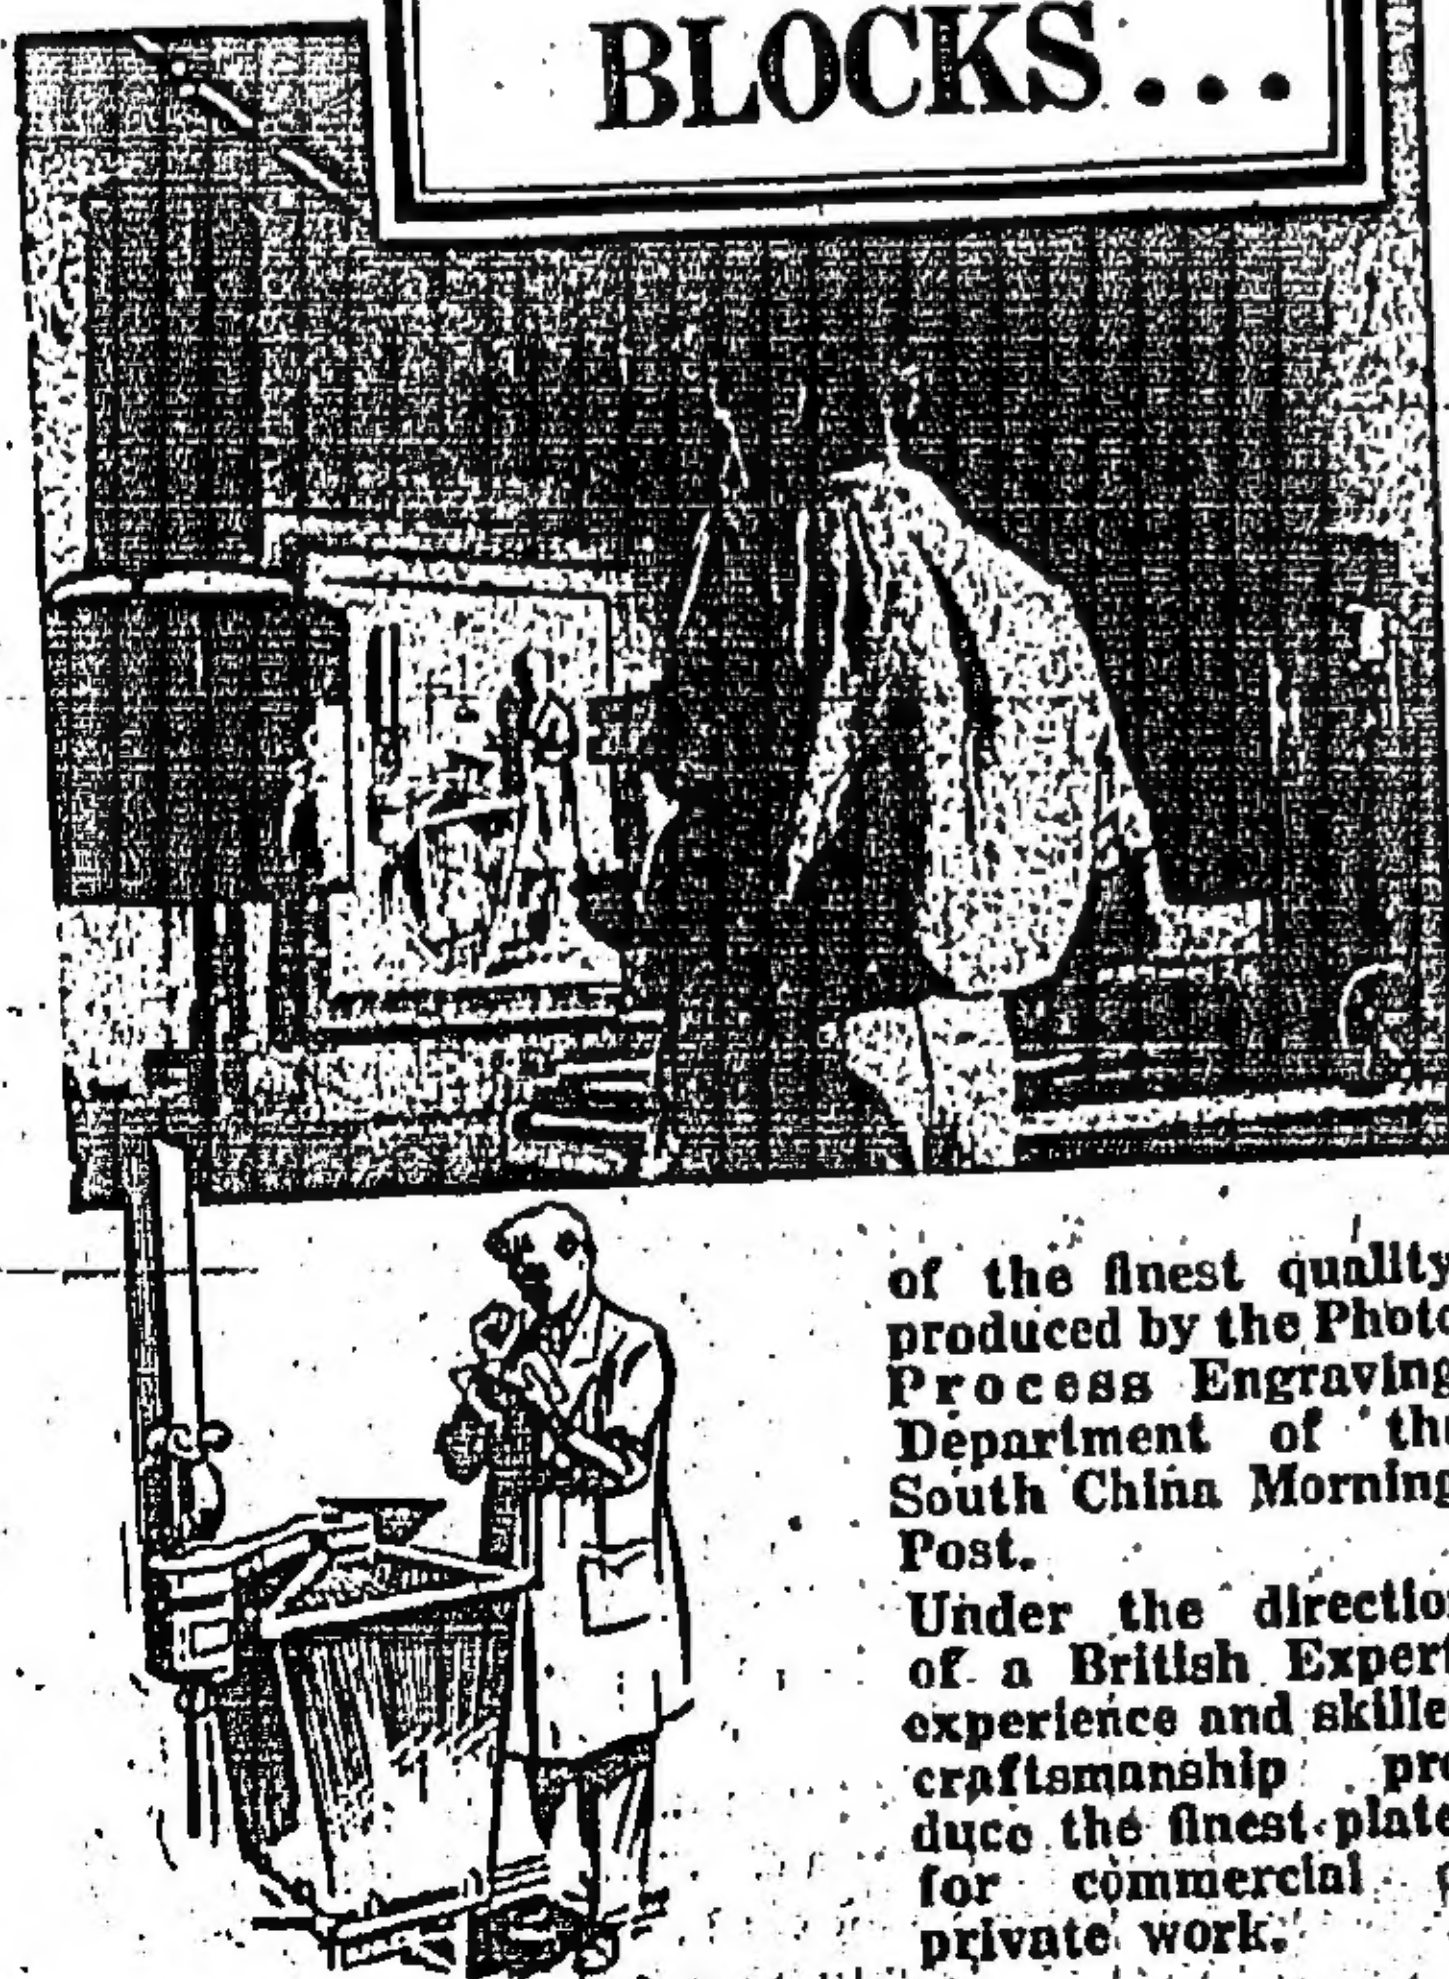 BLOCKS...
of the finest quality
produced by the Photo
Process Engraving
Department of the
South China Morning
Post.
Under the direction
of a British Expert
experience and skilled
craftsmanship pro
duce the finest plate
for commercial
private work.